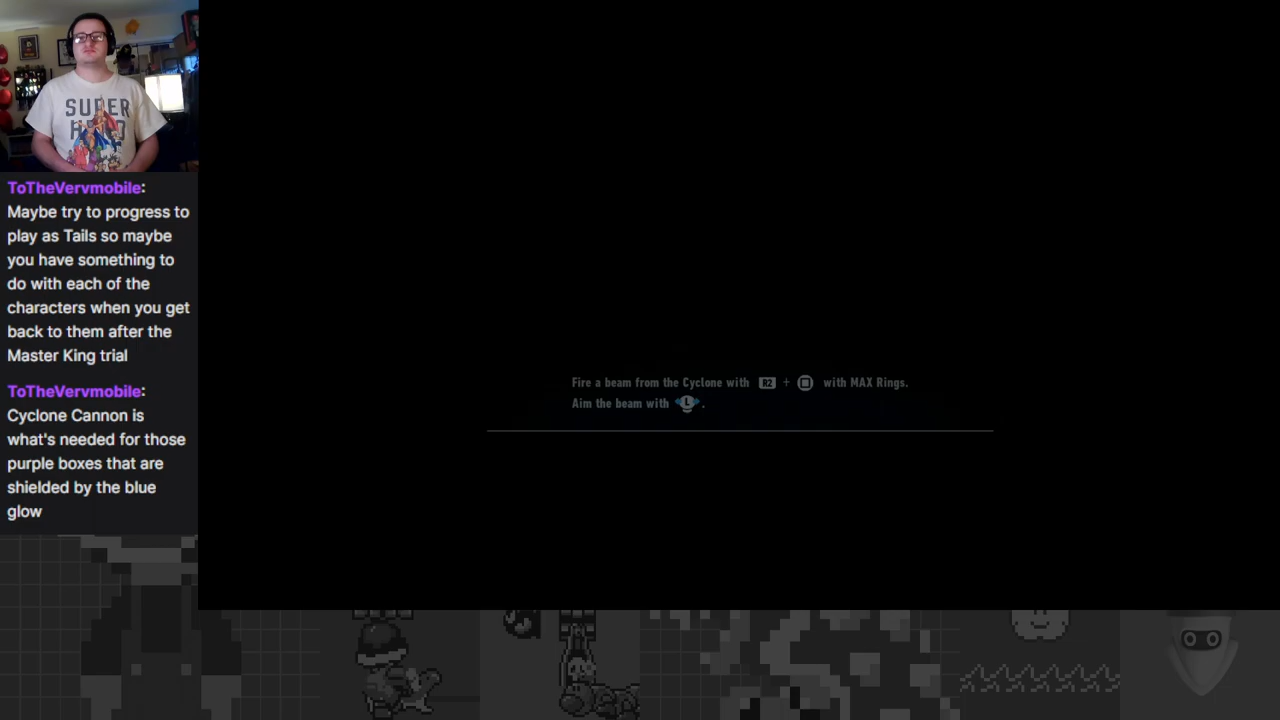 SUPER
ToTheVervmobile:
Maybe try to progress to
play as Tails so maybe
you have something to
do with each of the
characters when you get
back to them after the
Master King trial
ToTheVervmobile:
Cyclone Cannon is
what's needed for those
purple boxes that are
shielded by the blue
glow
Fire a beam from the Cyclone with R2 + with MAX Rings.
Aim the beam with L .